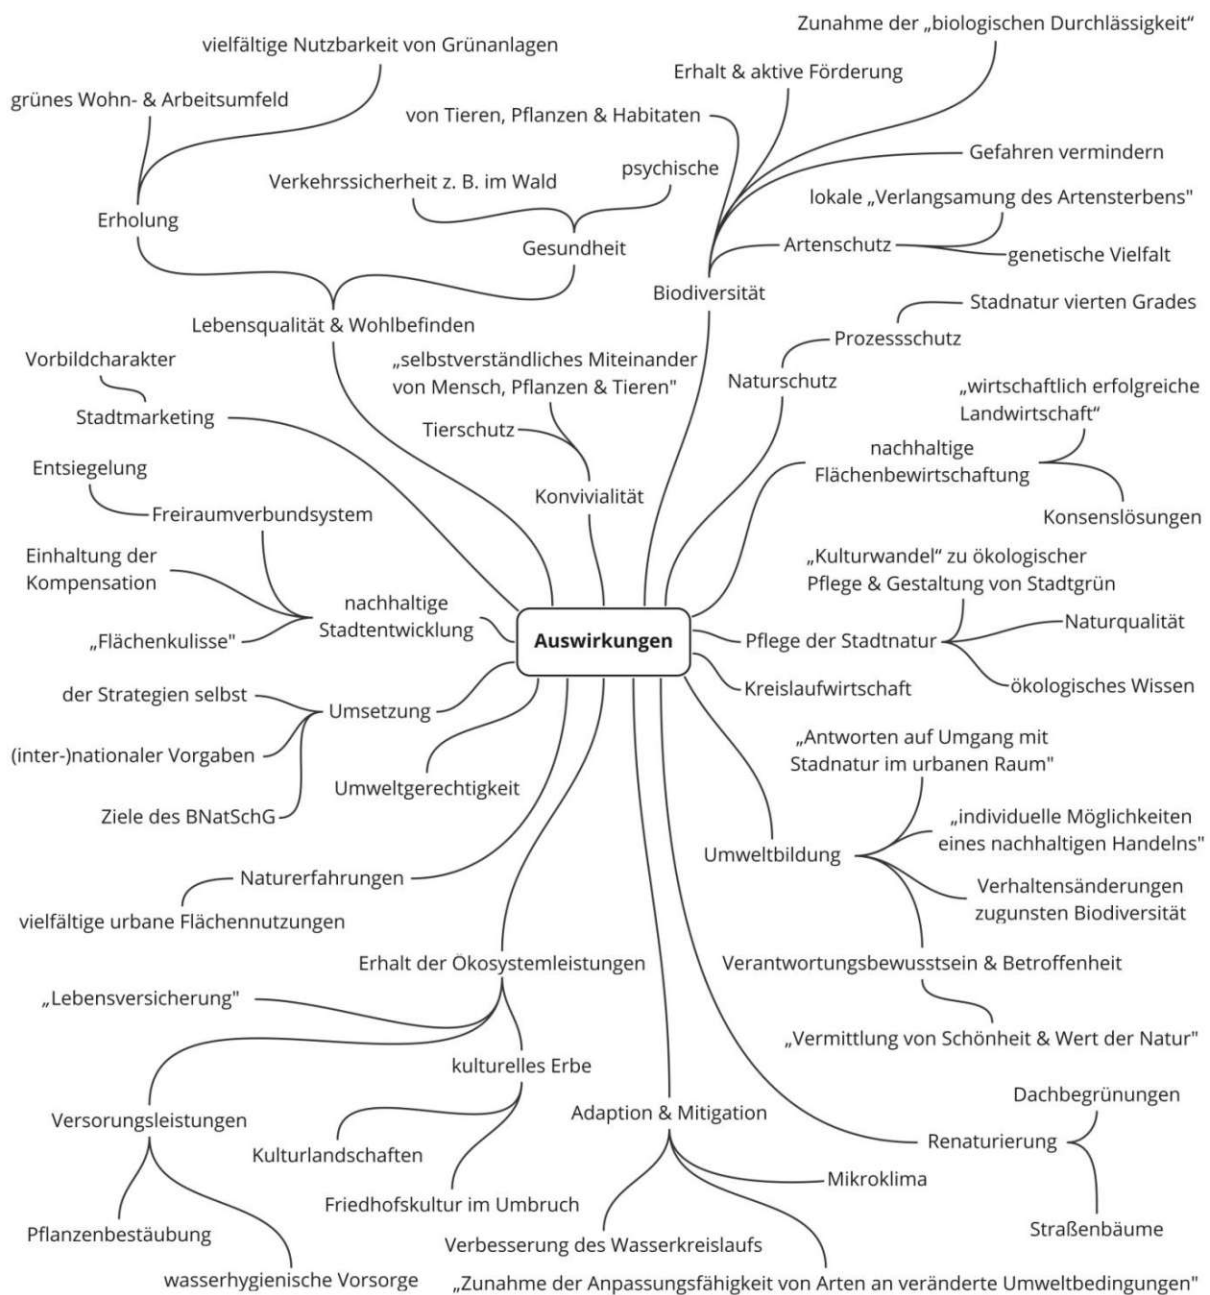 Zunahme der „biologischen Durchlässigkeit“
vielfältige Nutzbarkeit von Grünanlagen
Erhalt & aktive Förderung
grünes Wohn- & Arbeitsumfeld
von Tieren, Pflanzen & Habitaten
Gefahren vermindern
psychische
Verkehrssicherheit z. B. im Wald
lokale „Verlangsamung des Artensterbens"
Erholung
Gesundheit
Artenschutz
genetische Vielfalt
Biodiversität
Stadnatur vierten Grades
Lebensqualität & Wohlbefinden
Prozessschutz
Vorbildcharakter
„selbstverständliches Miteinander
von Mensch, Pflanzen & Tieren"
Naturschutz
„wirtschaftlich erfolgreiche
Landwirtschaft“
Stadtmarketing
Tierschutz
nachhaltige
Flächenbewirtschaftung
Entsiegelung
Konvivialität
Freiraumverbundsystem
Konsenslösungen
Einhaltung der
Kompensation
„Kulturwandel“ zu ökologischer
Pflege & Gestaltung von Stadtgrün
nachhaltige
Stadtentwicklung
Naturqualität
„Flächenkulisse"
Auswirkungen
Pflege der Stadtnatur
ökologisches Wissen
Kreislaufwirtschaft
der Strategien selbst
Umsetzung
(inter-)nationaler Vorgaben
„Antworten auf Umgang mit
Stadnatur im urbanen Raum"
Umweltgerechtigkeit
Ziele des BNatSchG
„individuelle Möglichkeiten
eines nachhaltigen Handelns"
Umweltbildung
Naturerfahrungen
Verhaltensänderungen
zugunsten Biodiversität
vielfältige urbane Flächennutzungen
Erhalt der Ökosystemleistungen
Verantwortungsbewusstsein & Betroffenheit
„Lebensversicherung"
„Vermittlung von Schönheit & Wert der Natur"
kulturelles Erbe
Dachbegrünungen
Versorungsleistungen
Adaption & Mitigation
Renaturierung
Kulturlandschaften
Mikroklima
Friedhofskultur im Umbruch
Straßenbäume
Pflanzenbestäubung
Verbesserung des Wasserkreislaufs
wasserhygienische Vorsorge
„Zunahme der Anpassungsfähigkeit von Arten an veränderte Umweltbedingungen"